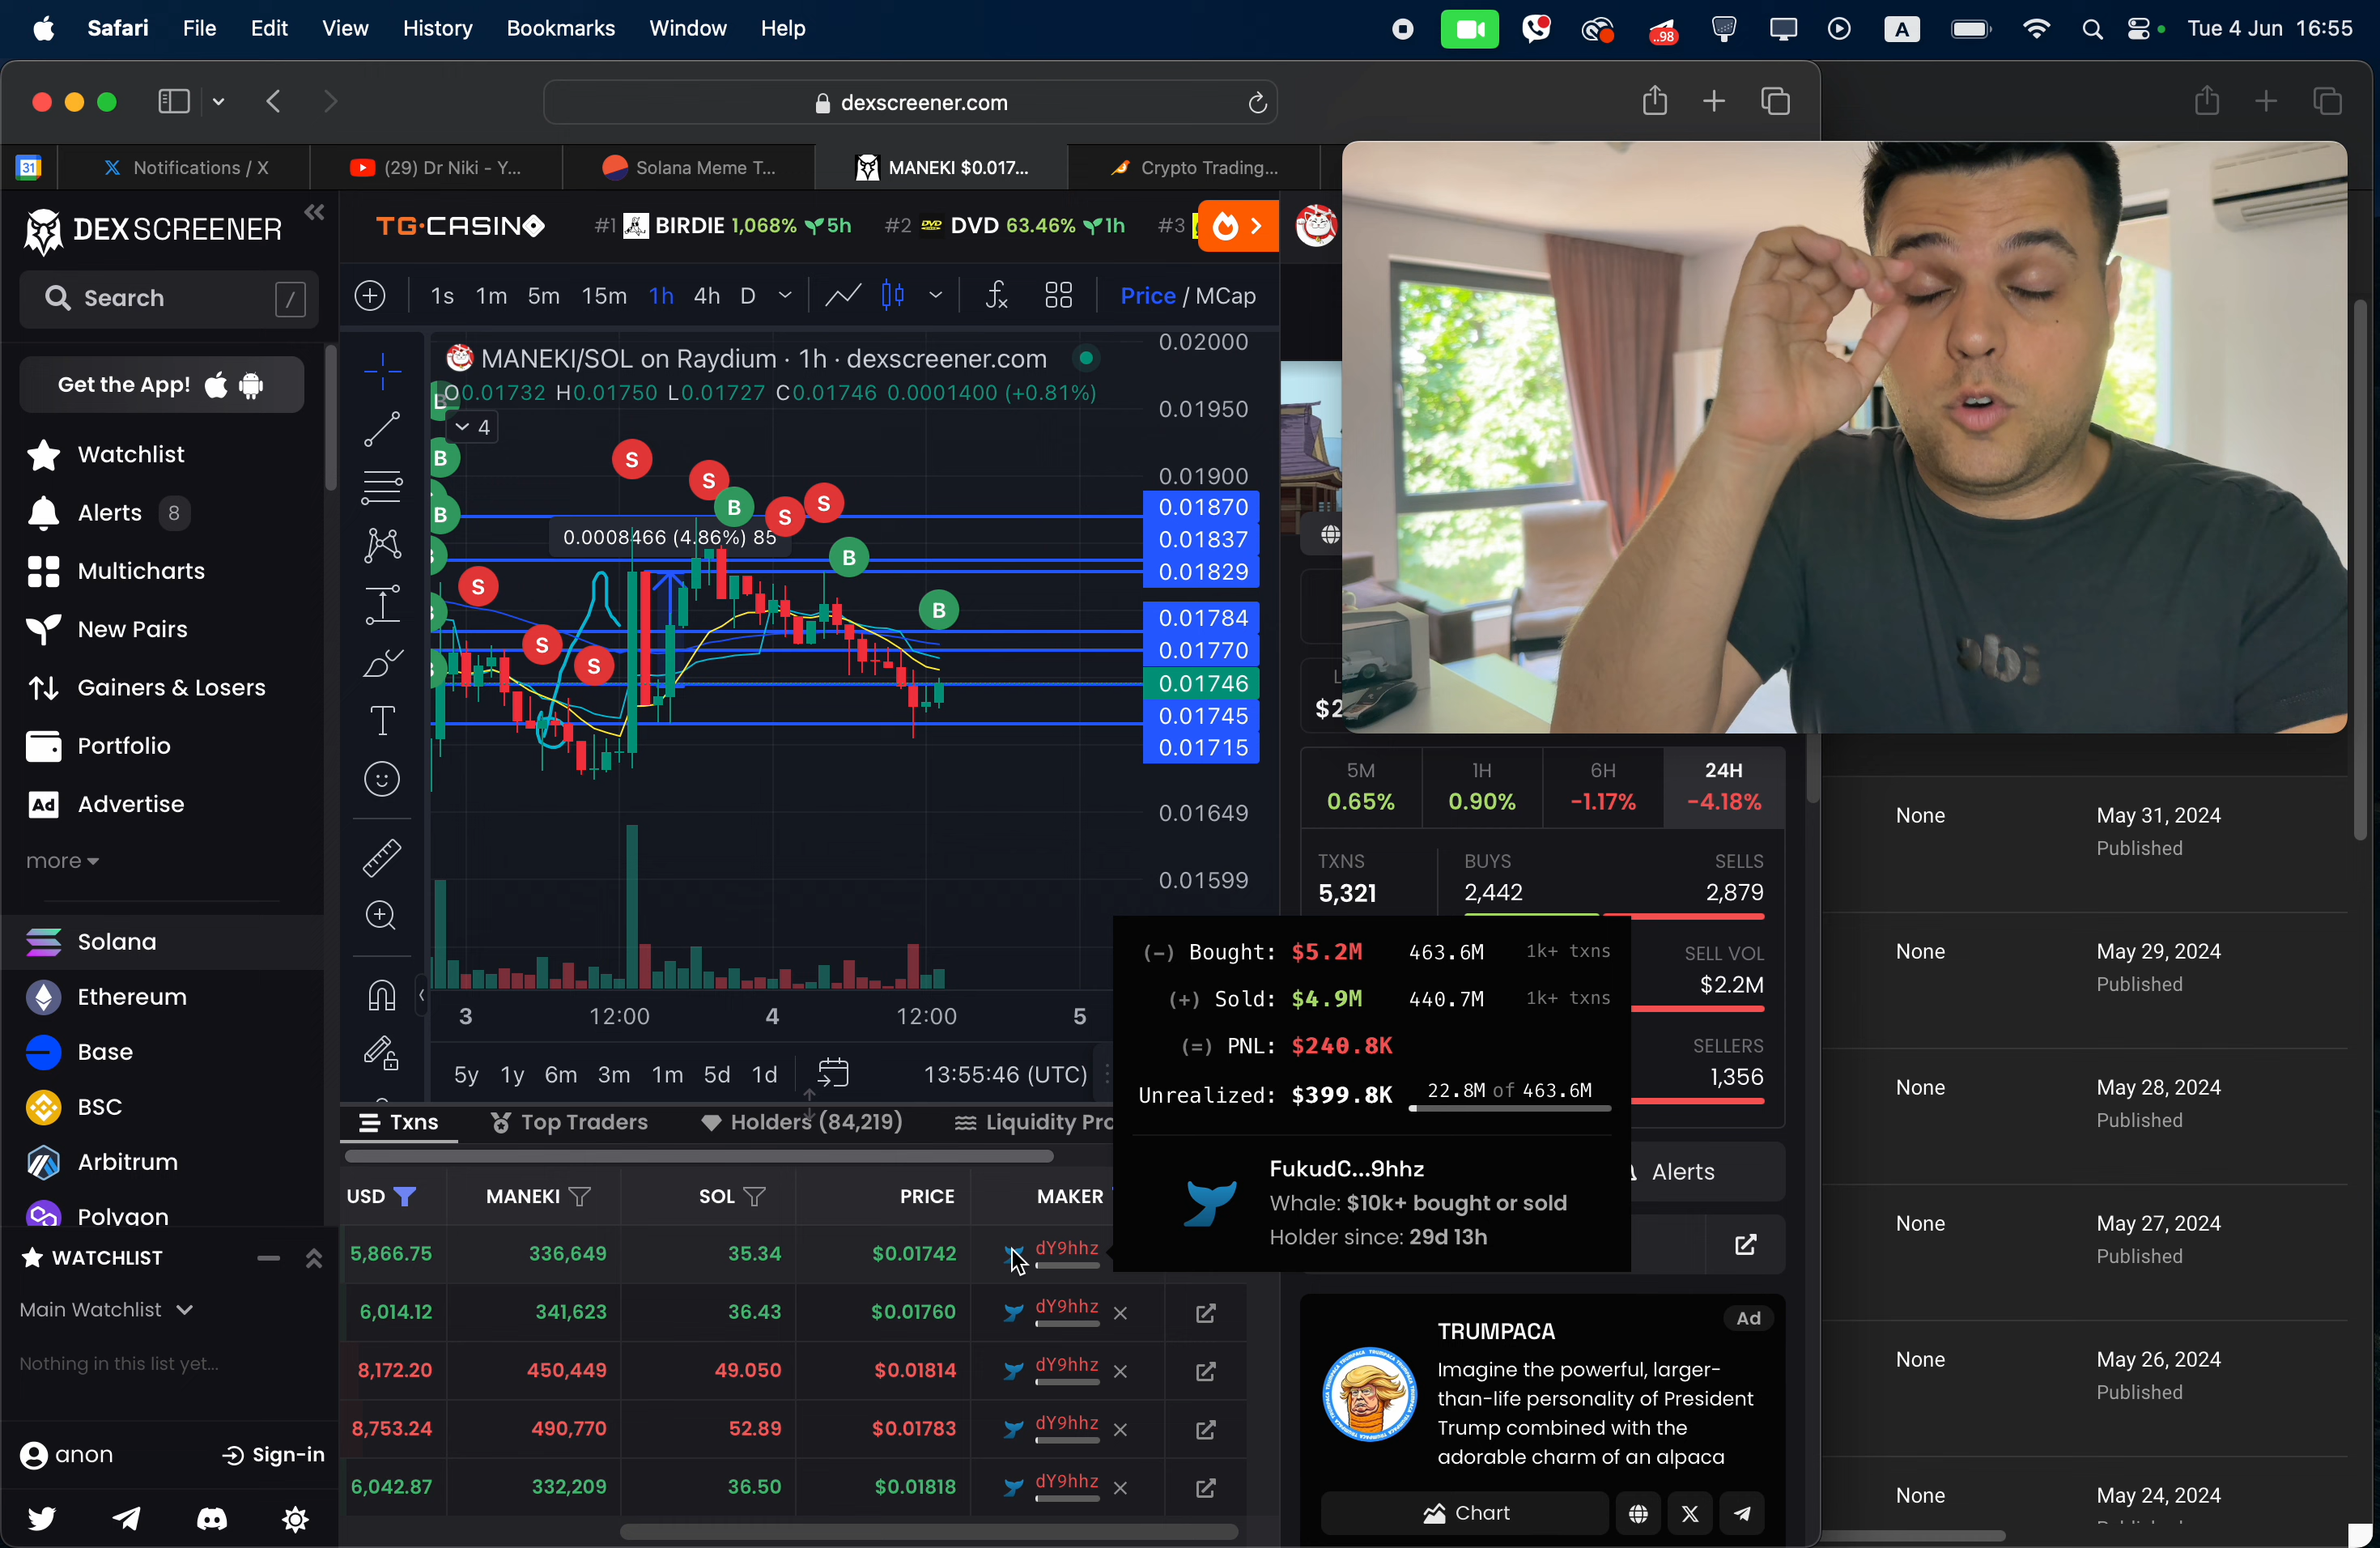 Safari File Edit View History Bookmarks Window Help
..98
A
Tue 4 Jun 16:55
dexscreener.com
31
Notifications / X
(29) Dr Niki - Y...
Solana Meme T...
MANEKI $0.017...
Crypto Trading...
DEX SCREENER
Search
/
Get the App!
Watchlist
Alerts 8
Multicharts
New Pairs
Gainers & Losers
Portfolio
Ad Advertise
more
Solana
Ethereum
Base
BSC
Arbitrum
Polygon
WATCHLIST
Main Watchlist
Nothing in this list yet...
anon
Sign-in
TG.CASINO
#1 BIRDIE 1,068% 5h
#2 DVD DVD 63.46% 1h
#3
1s 1m 5m 15m 1h 4h D
Price / MCap
MANEKI/SOL on Raydium · 1h · dexscreener.com
O0.01732 H0.01750 L0.01727 C0.01746 0.0001400 (+0.81%)
4
B
B
B
S
S
S
S
S
B
S
S
B
B
0.0008466 (4.86%) 85
0.02000
0.01950
0.01900
0.01870
0.01837
0.01829
0.01784
0.01770
0.01746
0.01745
0.01715
0.01649
0.01599
3 12:00 4 12:00 5
5y 1y 6m 3m 1m 5d 1d
13:55:46 (UTC)
Txns
Top Traders
Holders (84,219)
Liquidity Pro
USD MANEKI SOL PRICE MAKER
5,866.75 336,649 35.34 $0.01742 dY9hhz
6,014.12 341,623 36.43 $0.01760 dY9hhz
8,172.20 450,449 49.050 $0.01814 dY9hhz
8,753.24 490,770 52.89 $0.01783 dY9hhz
6,042.87 332,209 36.50 $0.01818 dY9hhz
obj
L
$2
5M 1H 6H 24H
0.65% 0.90% -1.17% -4.18%
TXNS BUYS SELLS
5,321 2,442 2,879
SELL VOL
$2.2M
SELLERS
1,356
(-) Bought: $5.2M 463.6M 1k+ txns
(+) Sold: $4.9M 440.7M 1k+ txns
(=) PNL: $240.8K
Unrealized: $399.8K 22.8M of 463.6M
FukudC...9hhz
Whale: $10k+ bought or sold
Holder since: 29d 13h
Alerts
Ad
TRUMPACA
Imagine the powerful, larger-
than-life personality of President
Trump combined with the
adorable charm of an alpaca
Chart
None May 31, 2024
Published
None May 29, 2024
Published
None May 28, 2024
Published
None May 27, 2024
Published
None May 26, 2024
Published
None May 24, 2024